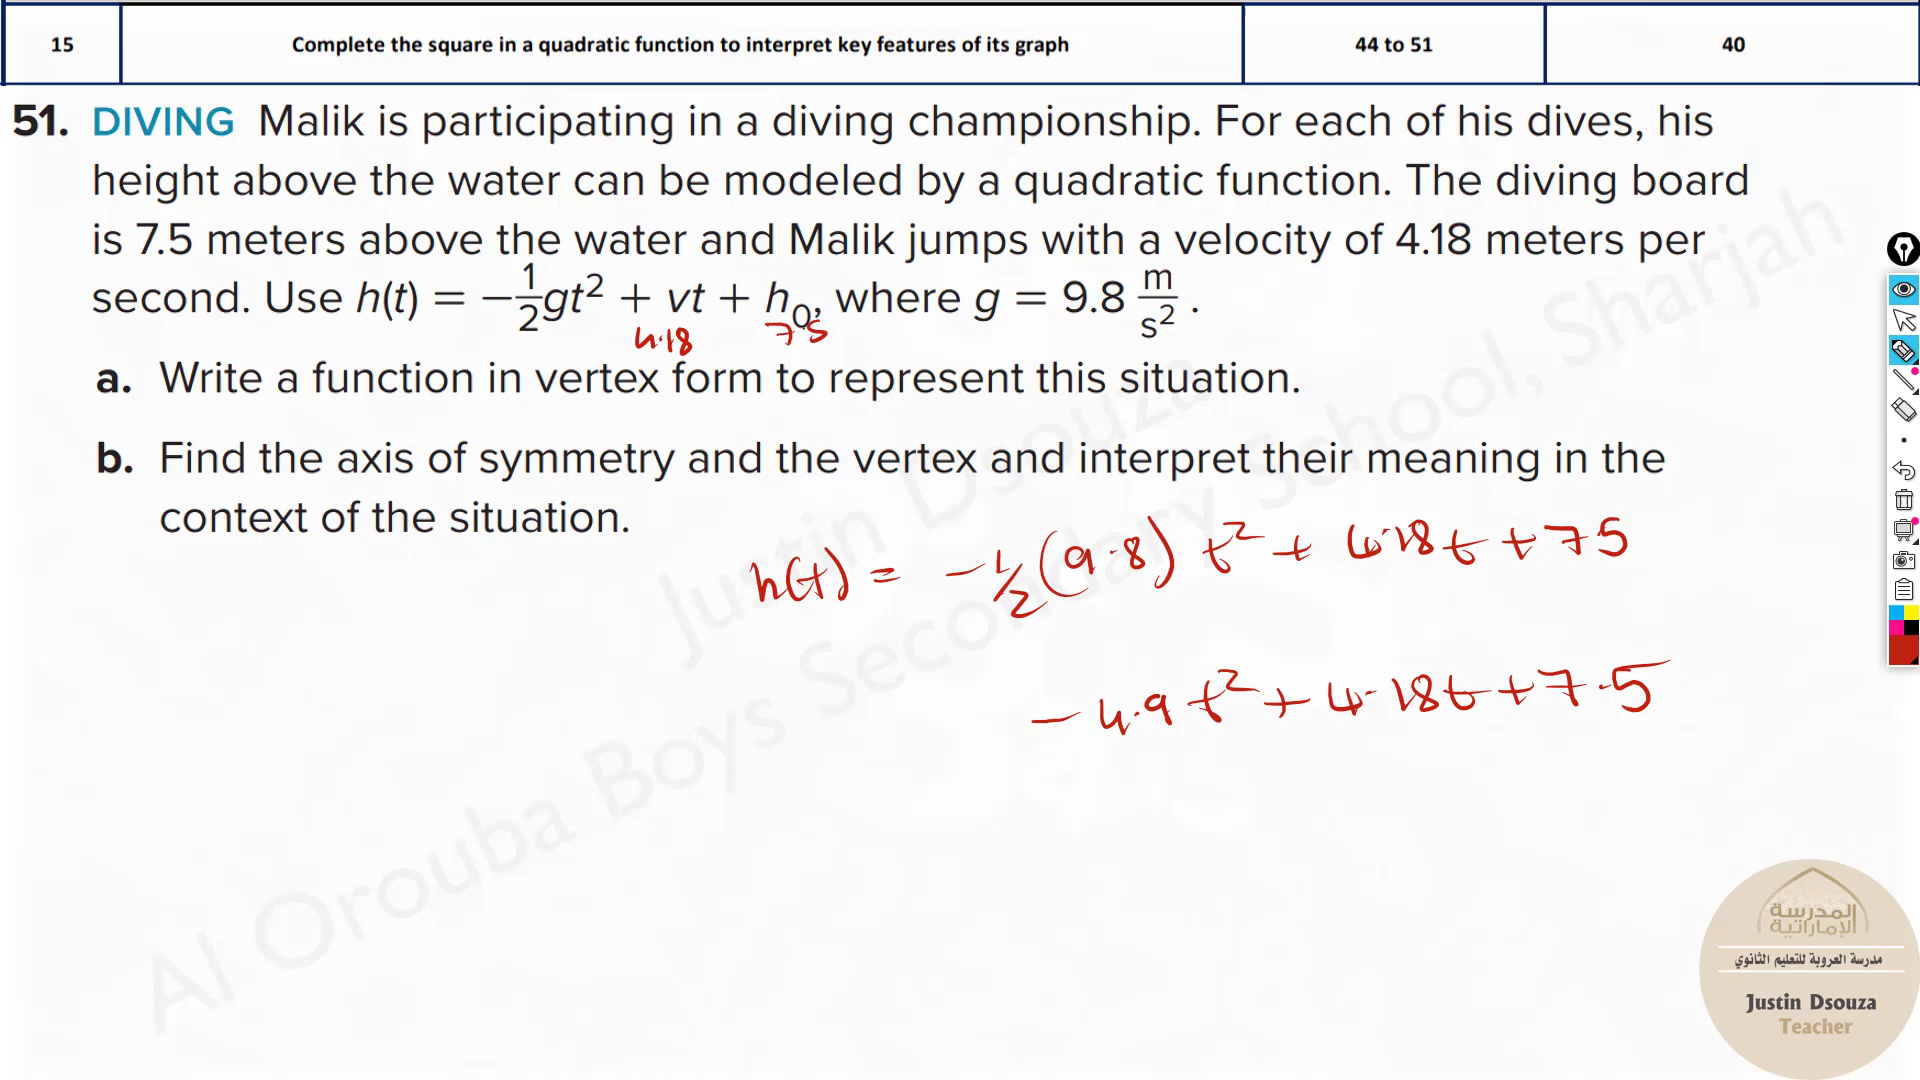 15 Complete the square in a quadratic function to interpret key features of its graph 44 to 51 40
51. DIVING Malik is participating in a diving championship. For each of his dives, his
height above the water can be modeled by a quadratic function. The diving board
is 7.5 meters above the water and Malik jumps with a velocity of 4.18 meters per
second. Use h(t) = −1/2gt² + vt + h₀, where g = 9.8 m/s² .
4.18 7.5
a. Write a function in vertex form to represent this situation.
b. Find the axis of symmetry and the vertex and interpret their meaning in the
context of the situation.
h(t) = −1/2(9.8) t² + 4.18t + 75
−4.9t² + 4.18t + 7.5
Justin Dsouza
Al Orouba Boys Secondary School, Sharjah
المدرسة
الإماراتية
مدرسة العروبة للتعليم الثانوي
Justin Dsouza
Teacher